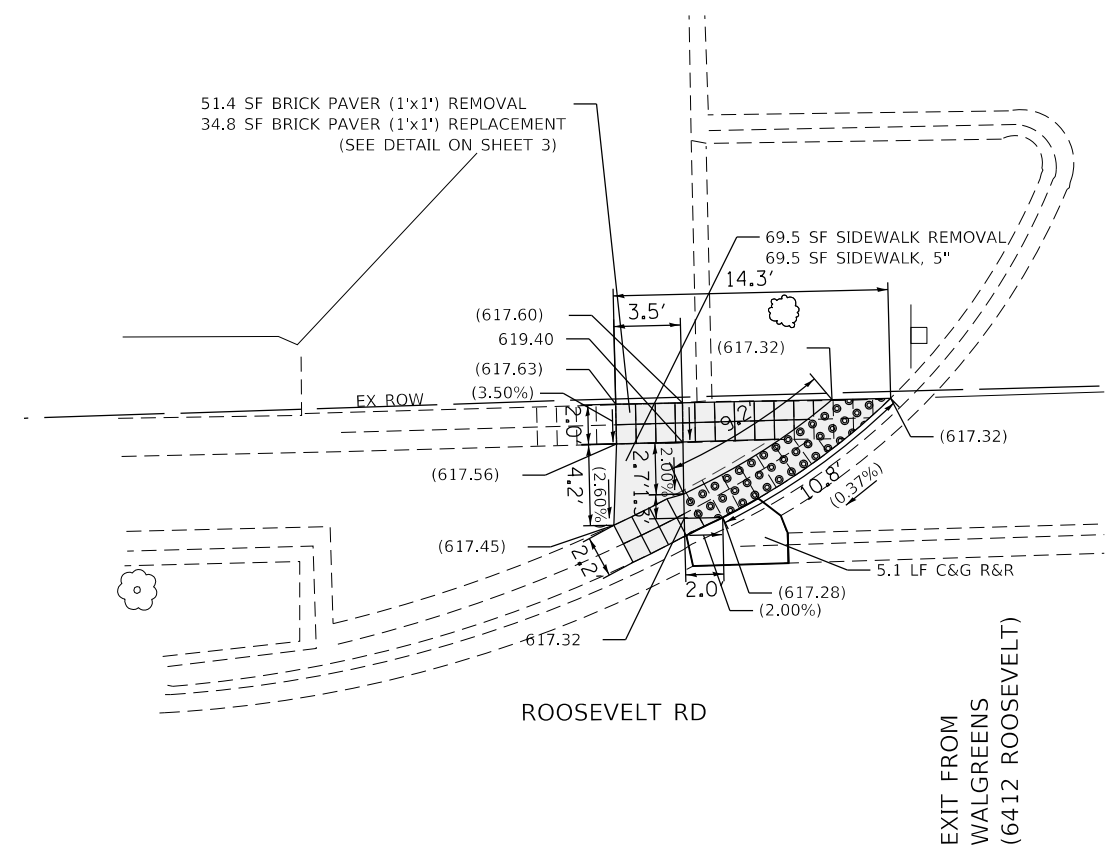 51.4 SF BRICK PAVER (1'x1') REMOVAL
34.8 SF BRICK PAVER (1'x1') REPLACEMENT
(SEE DETAIL ON SHEET 3)
69.5 SF SIDEWALK REMOVAL
69.5 SF SIDEWALK, 5"
14.3'
3.5'
(617.60)
619.40
(617.63)
(3.50%)
(617.32)
EX ROW
2.0'
9.2'
(617.32)
(617.56)
4.2'
(2.60%)
2.7'
1.3'
2.00%
10.8'
(0.37%)
(617.45)
2.2'
5.1 LF C&G R&R
2.0
(617.28)
(2.00%)
617.32
ROOSEVELT RD
EXIT FROM
WALGREENS
(6412 ROOSEVELT)